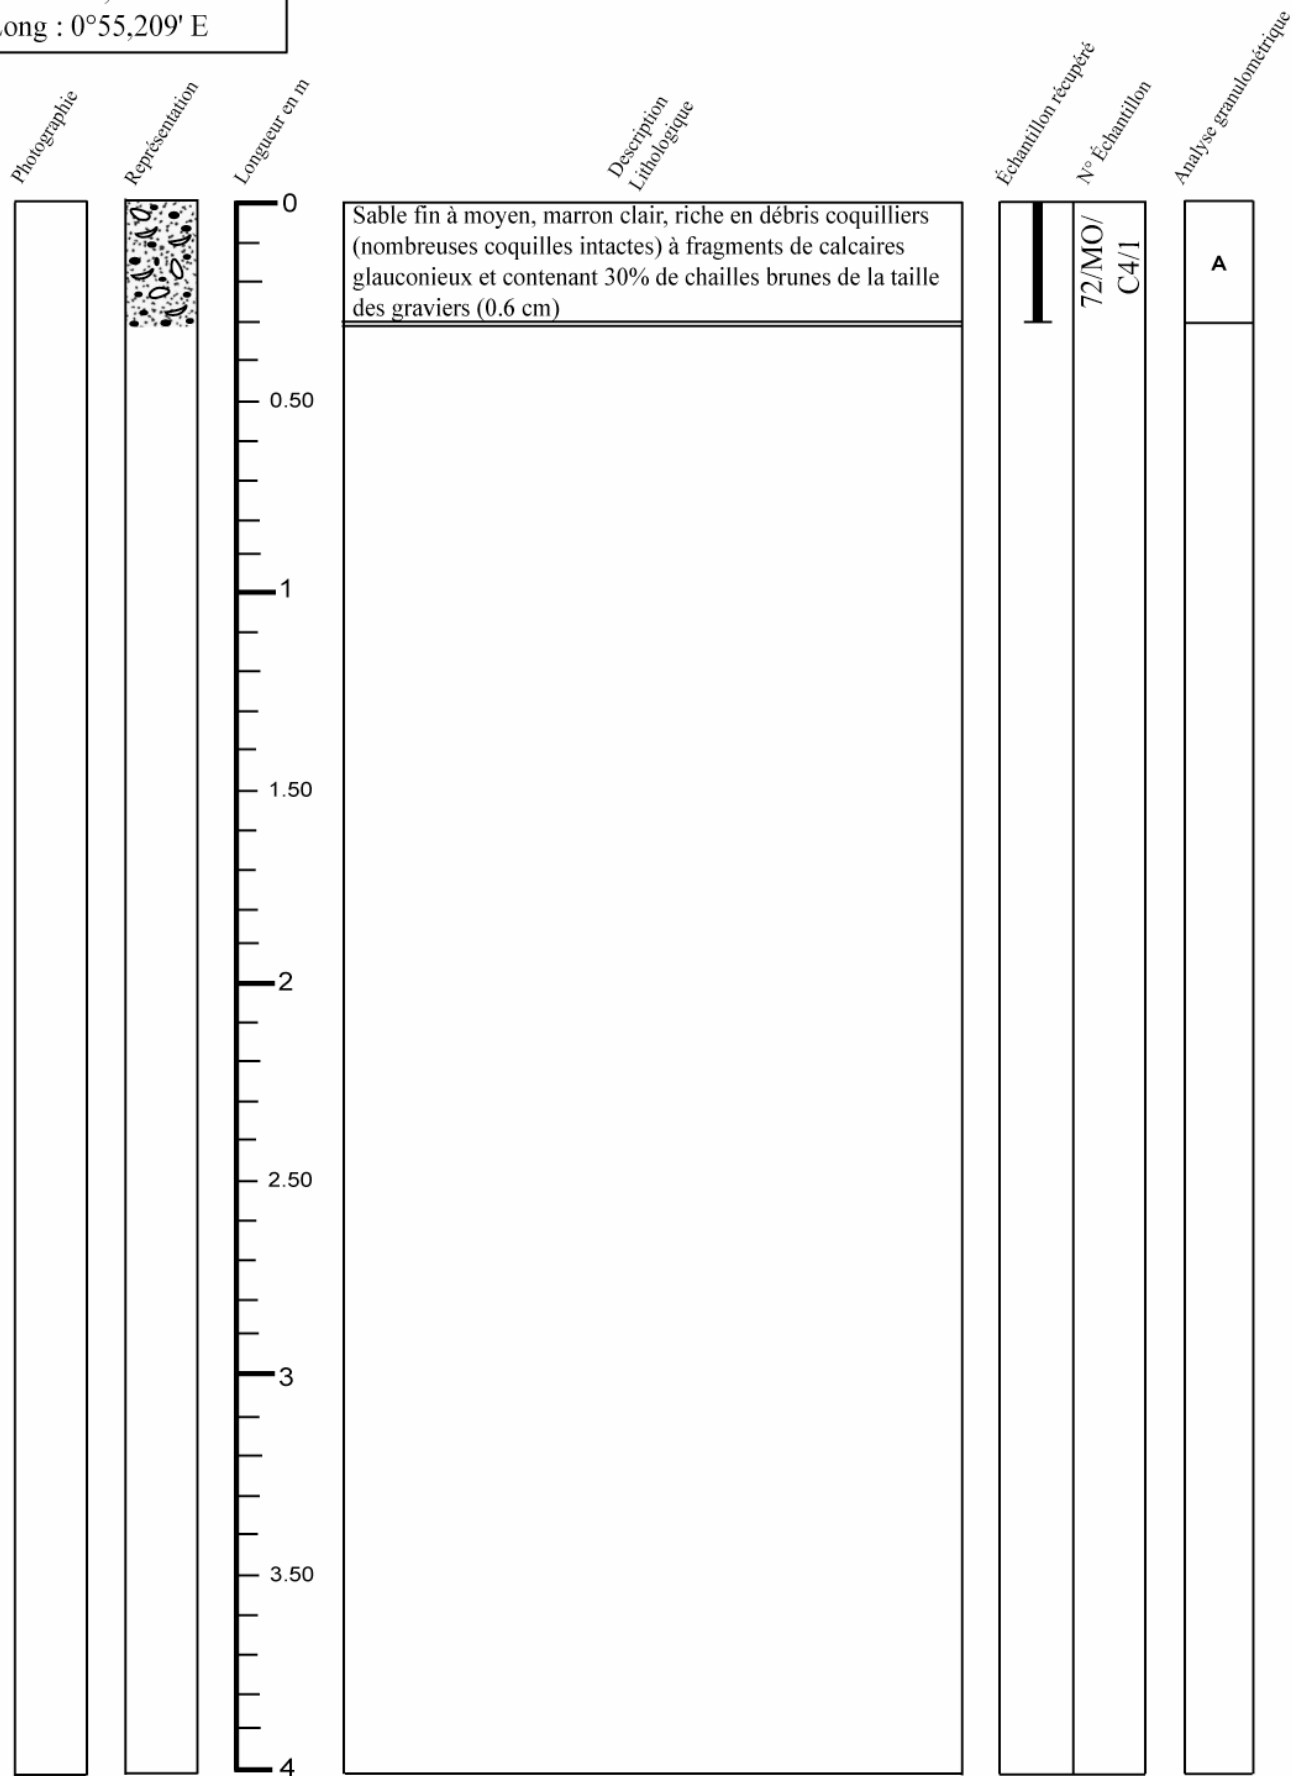 Long : 0°55,209' E
Photographie
Représentation
Longueur en m
Description
Lithologique
Échantillon récupéré
N° Échantillon
Analyse granulométrique
0
Sable fin à moyen, marron clair, riche en débris coquilliers
(nombreuses coquilles intactes) à fragments de calcaires
glauconieux et contenant 30% de chailles brunes de la taille
des graviers (0.6 cm)
72/MO/
C4/1
A
0.50
1
1.50
2
2.50
3
3.50
4